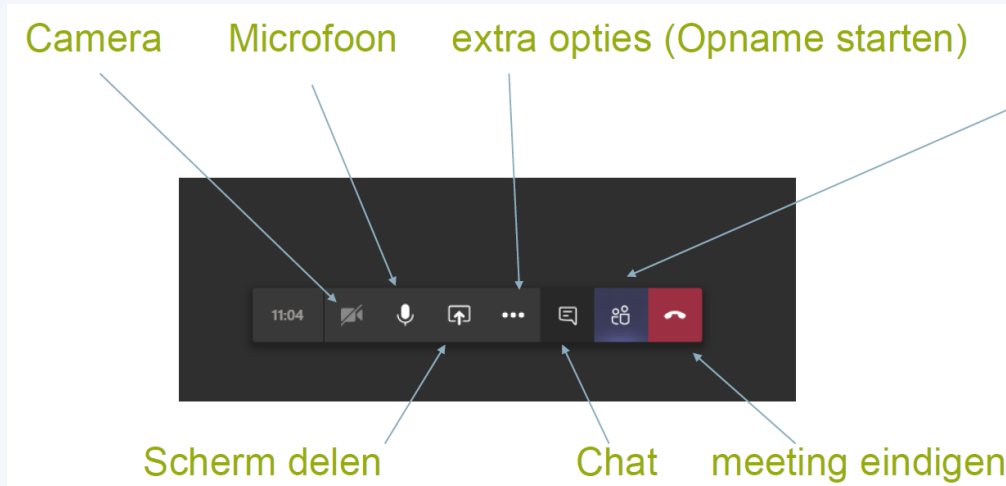 Camera Microfoon extra opties (Opname starten)
11:04
Scherm delen Chat meeting eindigen